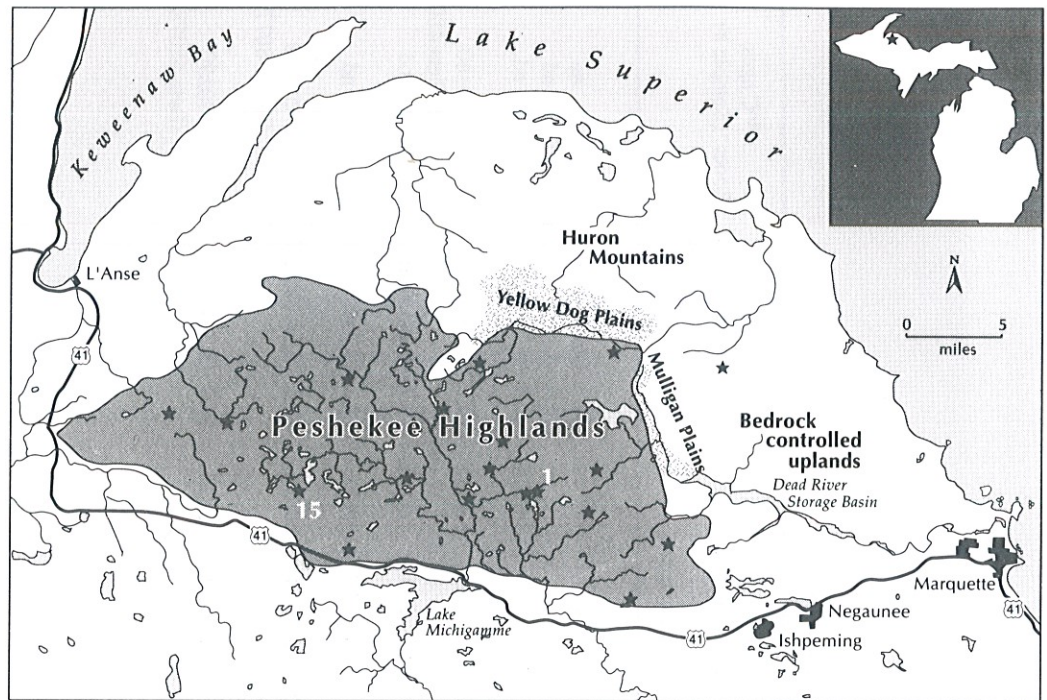 Lake Superior
Keweenaw Bay
L'Anse
Huron
Mountains
N
Yellow Dog Plains
0 5
miles
41
Mulligan Plains
Peshekee Highlands
Bedrock
controlled
uplands
Dead River
Storage Basin
1
15
41
Marquette
41
Lake
Michigamme
Negaunee
41
Ishpeming